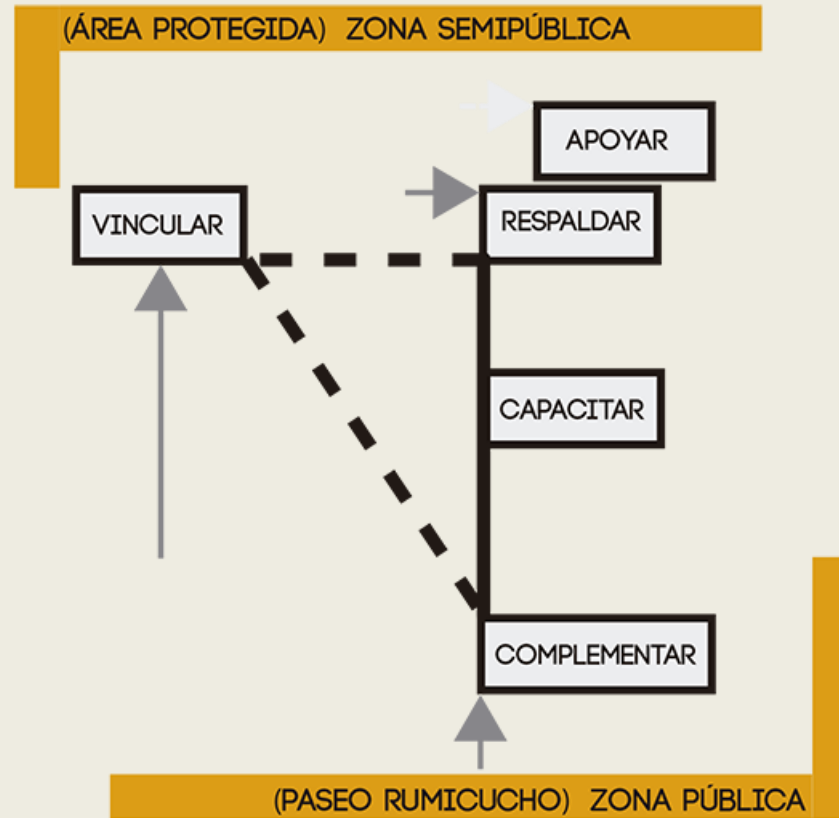 (ÁREA PROTEGIDA) ZONA SEMIPÚBLICA
APOYAR
VINCULAR
RESPALDAR
CAPACITAR
COMPLEMENTAR
(PASEO RUMICUCHO) ZONA PÚBLICA